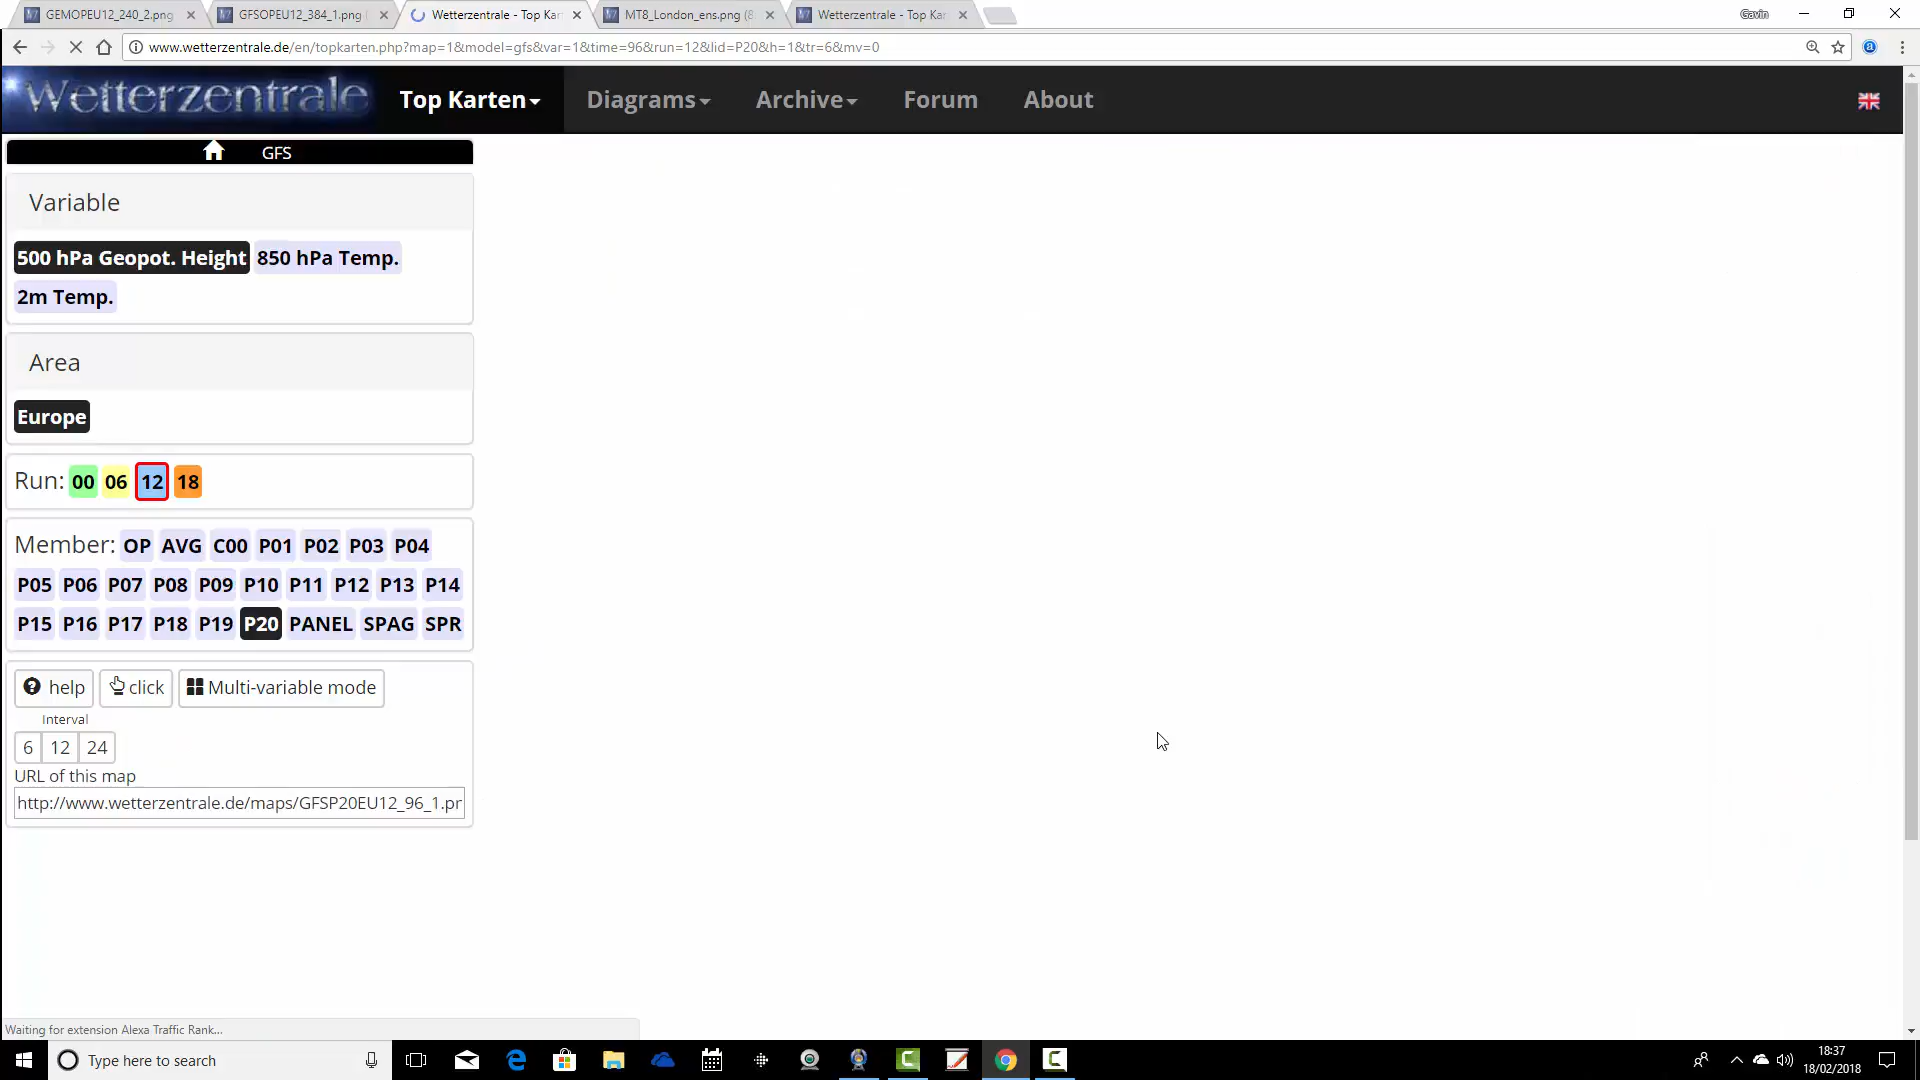 GEMOPEU12_240_2.png
GFSOPEU12_384_1.png (
Wetterzentrale - Top Kar
MT8_London_ens.png (8
Wetterzentrale - Top Kar
Gavin
www.wetterzentrale.de/en/topkarten.php?map=1&model=gfs&var=1&time=96&run=12&lid=P20&h=1&tr=6&mv=0
Wetterzentrale
Top Karten
Diagrams
Archive
Forum
About
GFS
Variable
500 hPa Geopot. Height 850 hPa Temp.
2m Temp.
Area
Europe
Run: 00 06 12 18
Member: OP AVG C00 P01 P02 P03 P04
P05 P06 P07 P08 P09 P10 P11 P12 P13 P14
P15 P16 P17 P18 P19 P20 PANEL SPAG SPR
help click Multi-variable mode
Interval
6 12 24
URL of this map
http://www.wetterzentrale.de/maps/GFSP20EU12_96_1.pr
Waiting for extension Alexa Traffic Rank...
Type here to search
18:37
18/02/2018